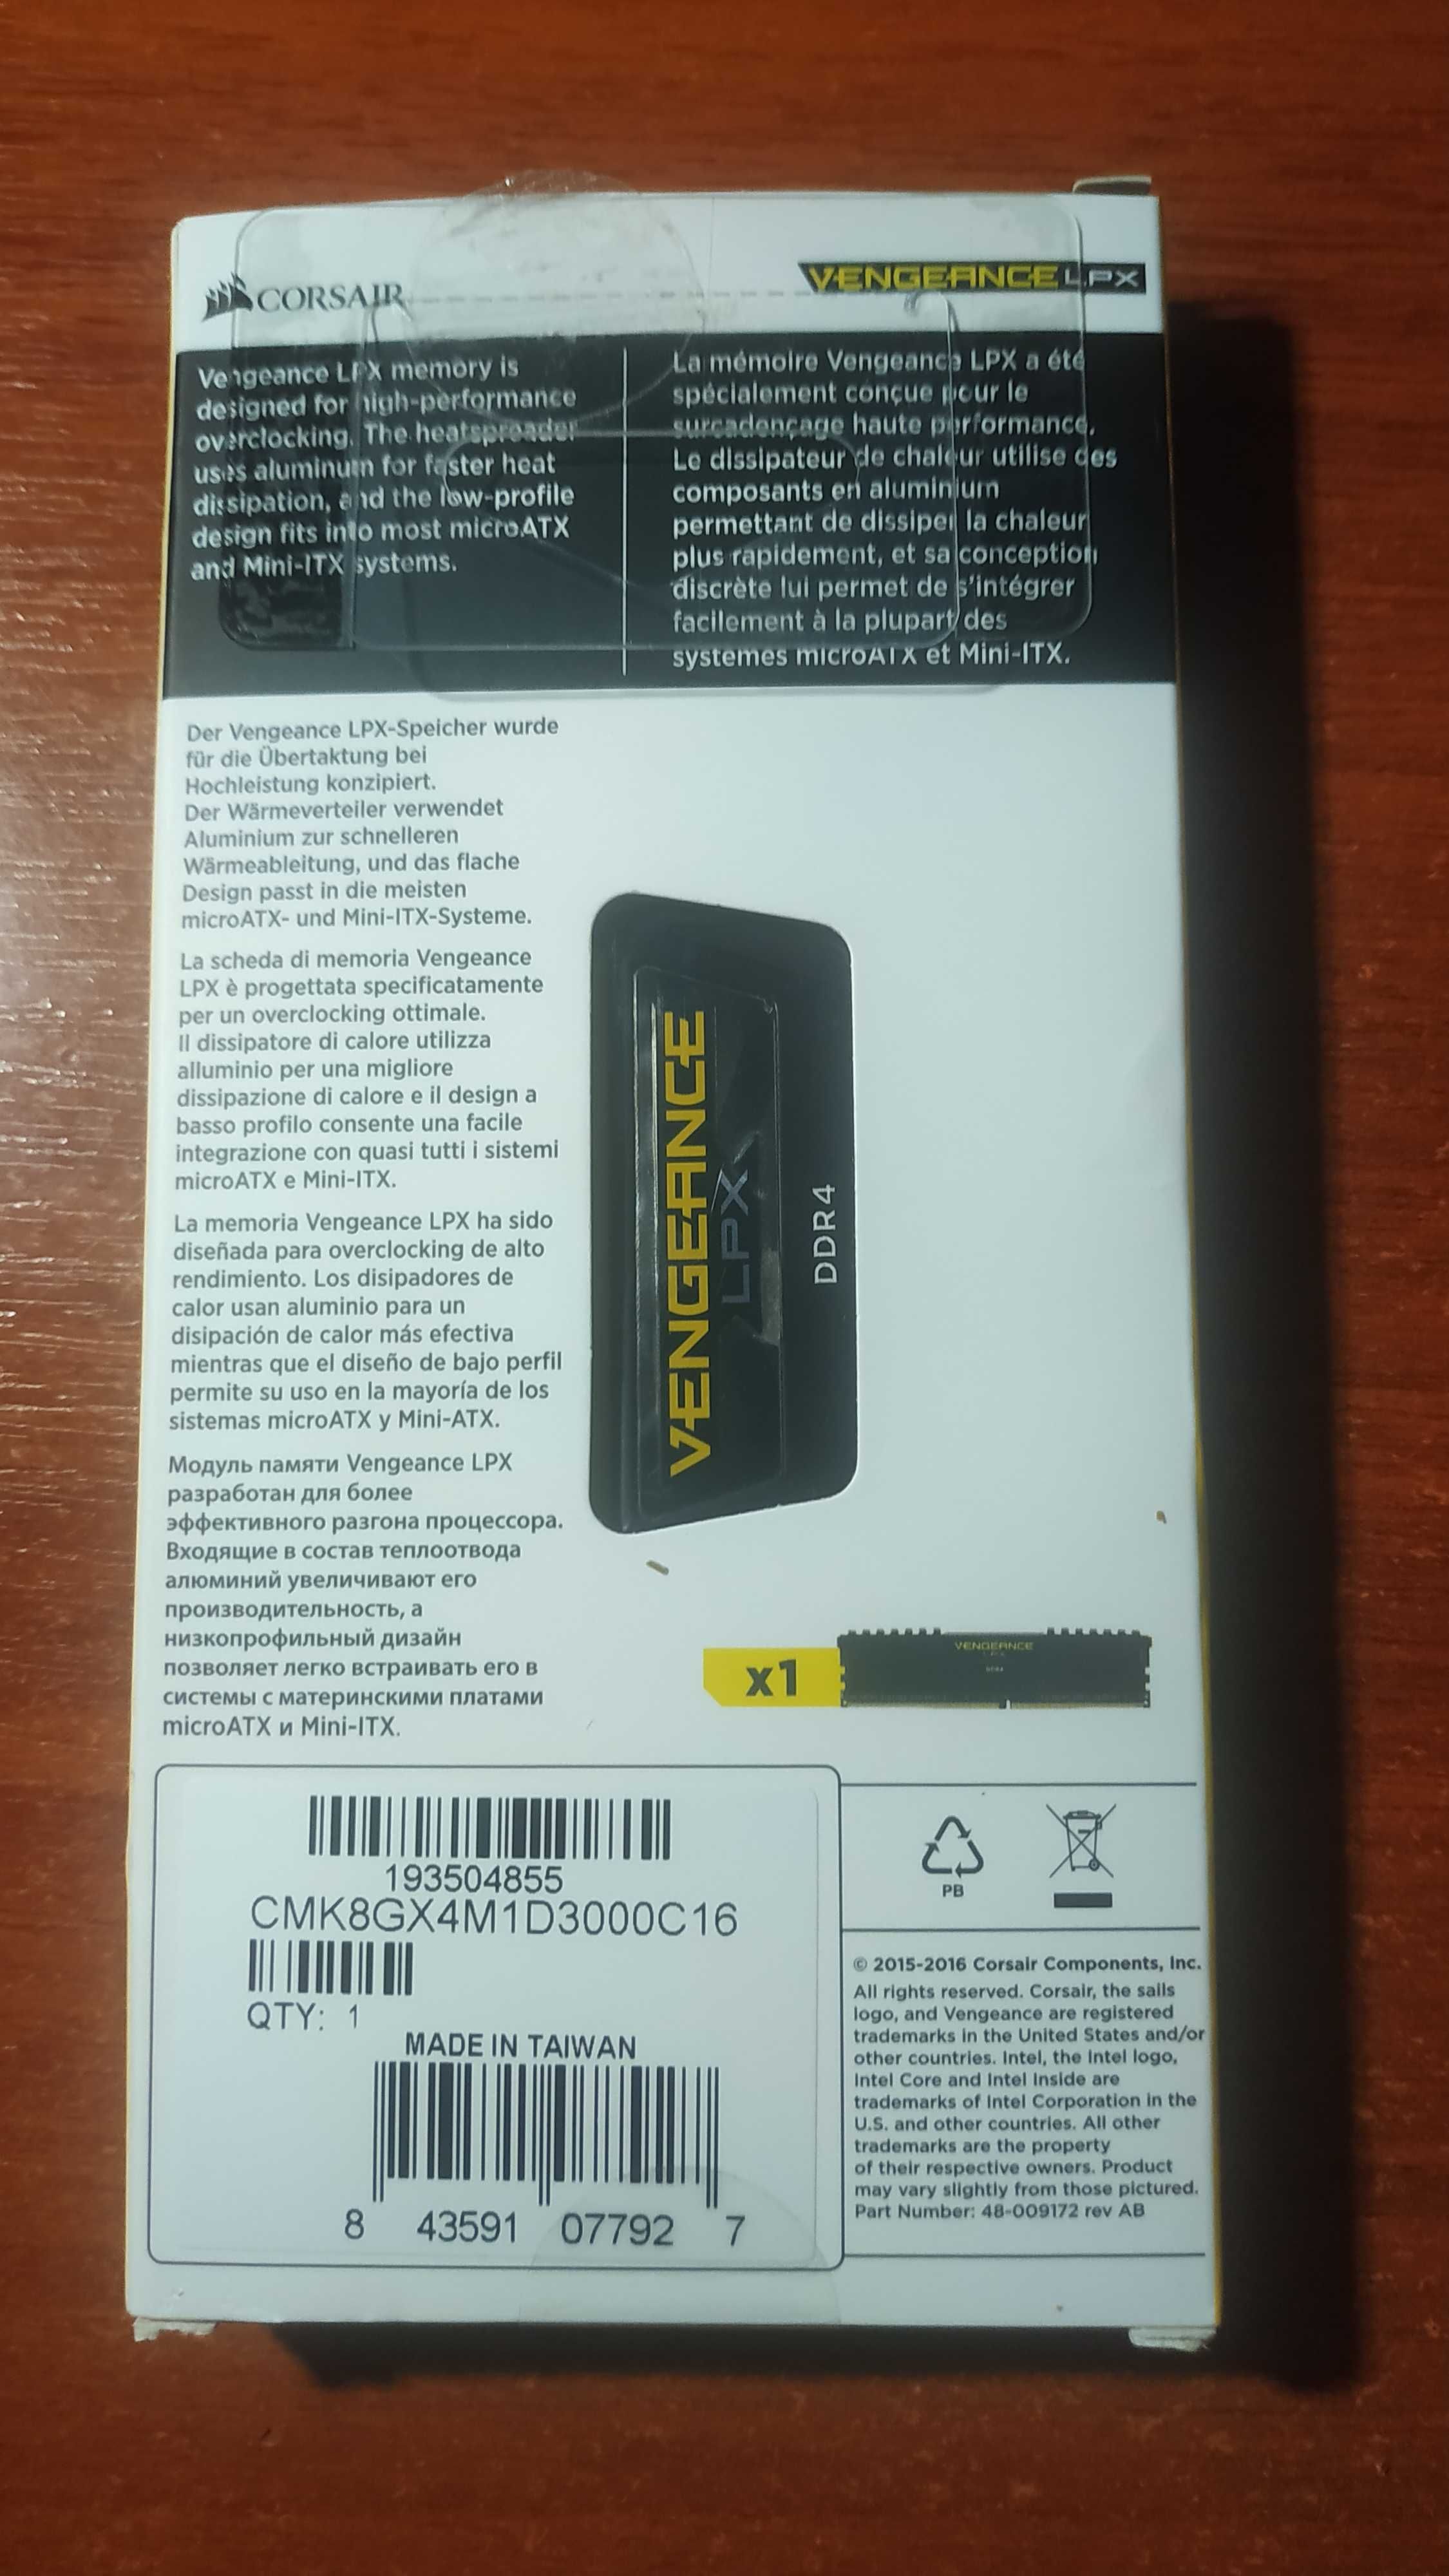 CORSAIR
VENGEANCE LPX
Vengeance LPX memory is
designed for high-performance
overclocking. The heatspreader
uses aluminum for faster heat
dissipation, and the low-profile
design fits into most microATX
and Mini-ITX systems.
La mémoire Vengeance LPX a été
spécialement conçue pour le
surcadençage haute performance.
Le dissipateur de chaleur utilise des
composants en aluminium
permettant de dissiper la chaleur
plus rapidement, et sa conception
discrète lui permet de s'intégrer
facilement à la plupart des
systèmes microATX et Mini-ITX.
Der Vengeance LPX-Speicher wurde
für die Übertaktung bei
Hochleistung konzipiert.
Der Wärmeverteiler verwendet
Aluminium zur schnelleren
Wärmeableitung, und das flache
Design passt in die meisten
microATX- und Mini-ITX-Systeme.
La scheda di memoria Vengeance
LPX è progettata specificatamente
per un overclocking ottimale.
Il dissipatore di calore utilizza
alluminio per una migliore
dissipazione di calore e il design a
basso profilo consente una facile
integrazione con quasi tutti i sistemi
microATX e Mini-ITX.
La memoria Vengeance LPX ha sido
diseñada para overclocking de alto
rendimiento. Los disipadores de
calor usan aluminio para un
disipación de calor más efectiva
mientras que el diseño de bajo perfil
permite su uso en la mayoría de los
sistemas microATX y Mini-ATX.
Модуль памяти Vengeance LPX
разработан для более
эффективного разгона процессора.
Входящие в состав теплоотвода
алюминий увеличивают его
производительность, а
низкопрофильный дизайн
позволяет легко встраивать его в
системы с материнскими платами
microATX и Mini-ITX.
VENGEANCE
LPX
DDR4
x1
VENGEANCE
LPX
DDR4
193504855
CMK8GX4M1D3000C16
QTY: 1
MADE IN TAIWAN
8 43591 07792 7
PB
© 2015-2016 Corsair Components, Inc.
All rights reserved. Corsair, the sails
logo, and Vengeance are registered
trademarks in the United States and/or
other countries. Intel, the Intel logo,
Intel Core and Intel Inside are
trademarks of Intel Corporation in the
U.S. and other countries. All other
trademarks are the property
of their respective owners. Product
may vary slightly from those pictured.
Part Number: 48-009172 rev AB